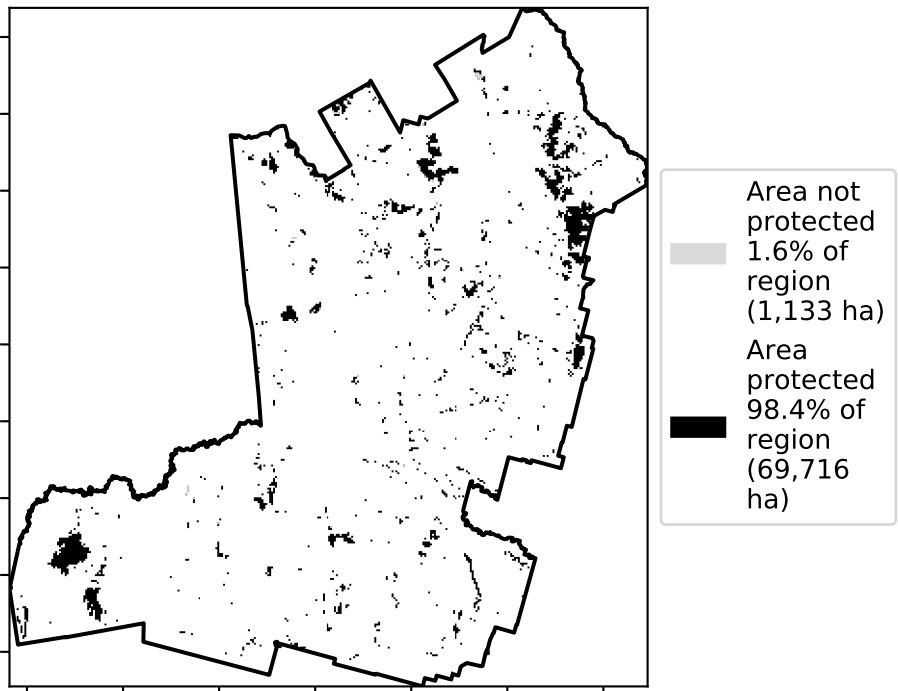 Area not
protected
1.6% of
region
(1,133 ha)
Area
protected
98.4% of
region
(69,716
ha)